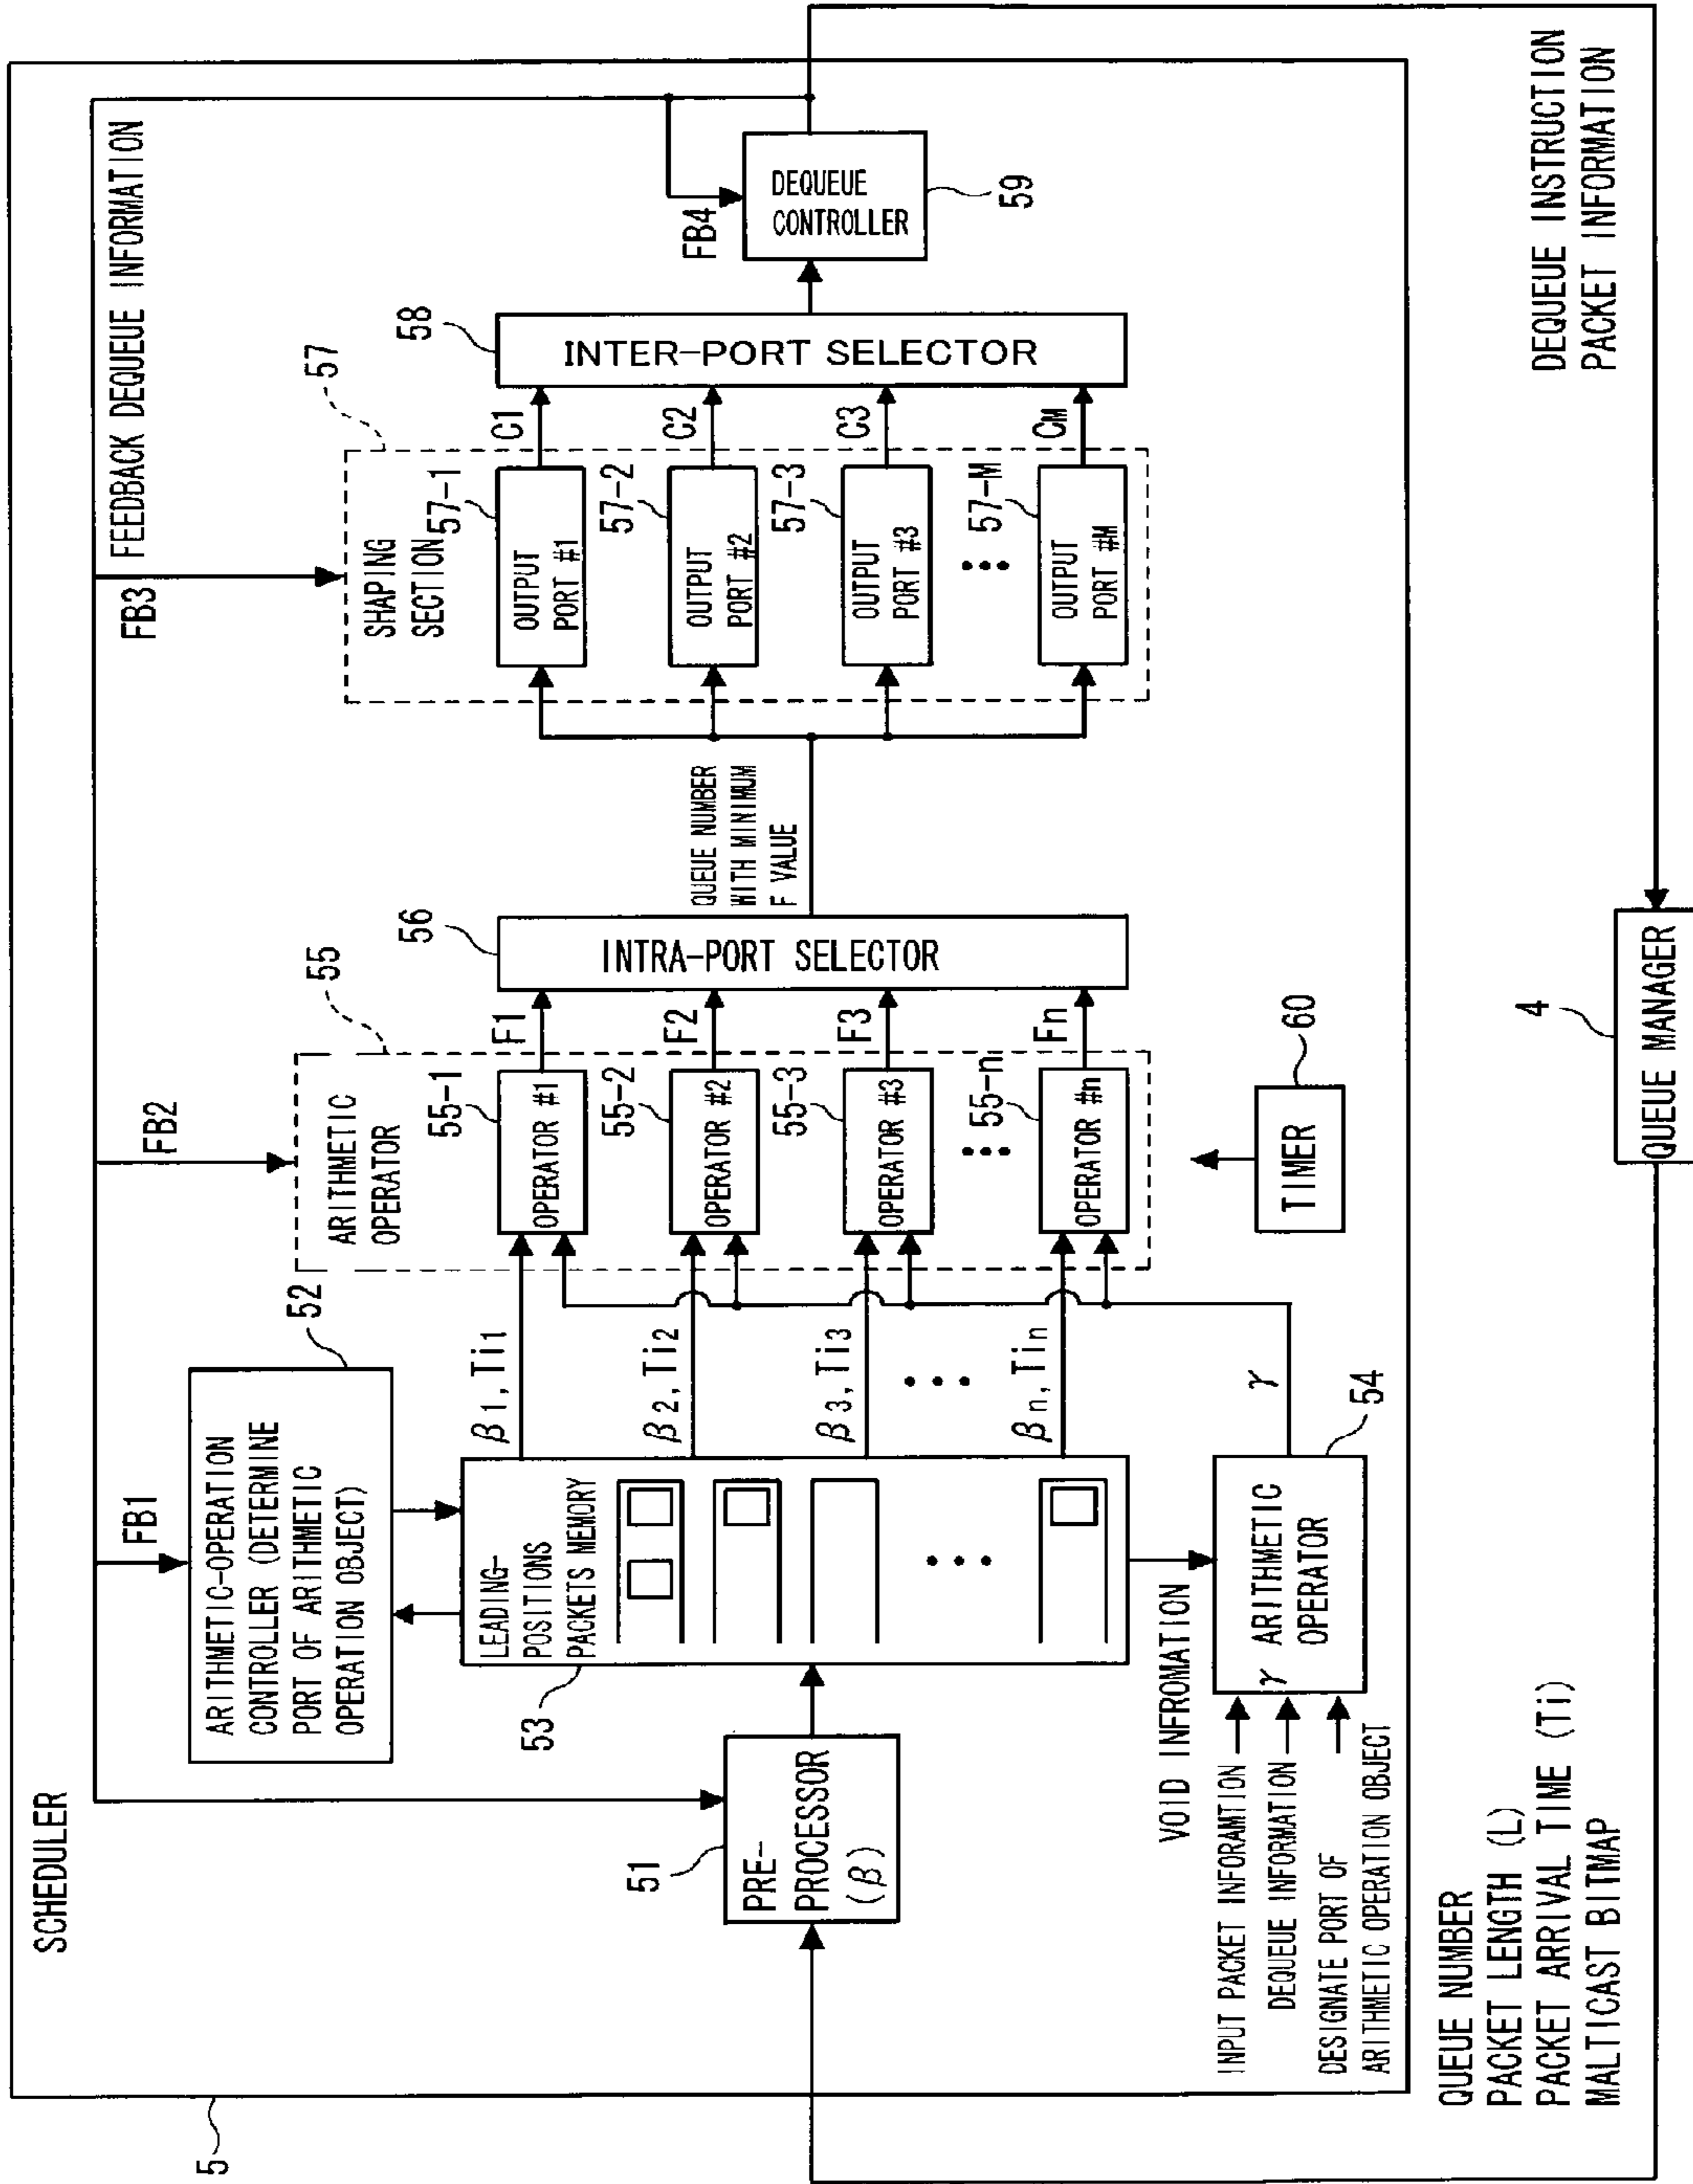 SCHEDULER
5
FEEDBACK DEQUEUE INFORMATION
FB1
FB2
FB3
FB4
52
ARITHMETIC-OPERATION
CONTROLLER (DETERMINE
PORT OF ARITHMETIC
OPERATION OBJECT)
51
PRE-
PROCESSOR
(β)
53
LEADING-
POSITIONS
PACKETS MEMORY
β1, Ti1
β2, Ti2
β3, Ti3
βn, Tin
VOID INFROMATION
INPUT PACKET INFORAMTION
DEQUEUE INFORMATION
DESIGNATE PORT OF
ARITHMETIC OPERATION OBJECT
γ ARITHMETIC
OPERATOR
54
γ
55
ARITHMETIC
OPERATOR
55-1
OPERATOR #1
55-2
OPERATOR #2
55-3
OPERATOR #3
55-n
OPERATOR #n
F1
F2
F3
Fn
60
TIMER
56
INTRA-PORT SELECTOR
QUEUE NUMBER
WITH MINIMUM
F VALUE
57
SHAPING
SECTION
57-1
OUTPUT
PORT #1
57-2
OUTPUT
PORT #2
57-3
OUTPUT
PORT #3
57-M
OUTPUT
PORT #M
C1
C2
C3
CM
58
INTER-PORT SELECTOR
DEQUEUE
CONTROLLER
59
QUEUE NUMBER
PACKET LENGTH (L)
PACKET ARRIVAL TIME (Ti)
MALTICAST BITMAP
4
QUEUE MANAGER
DEQUEUE INSTRUCTION
PACKET INFORMATION